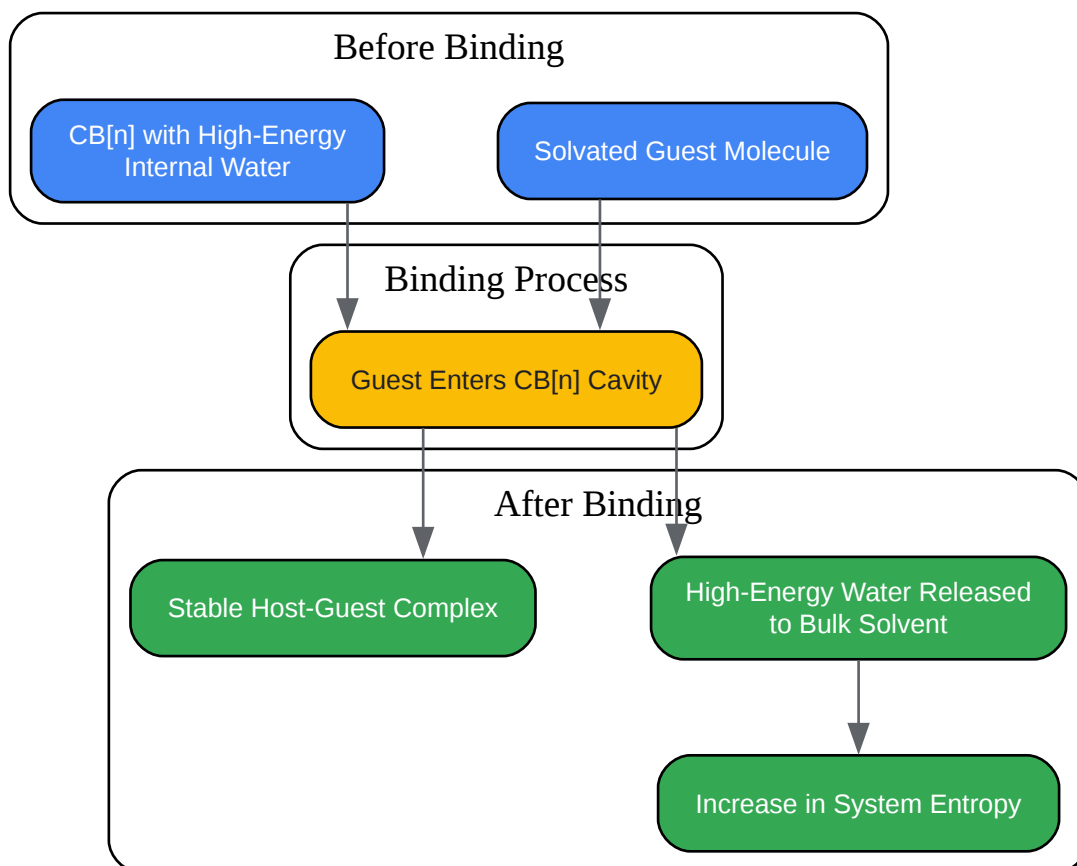 Before Binding
CB[n] with High-Energy
Internal Water
Solvated Guest Molecule
Binding Process
Guest Enters CB[n] Cavity
After Binding
Stable Host-Guest Complex
High-Energy Water Released
to Bulk Solvent
Increase in System Entropy